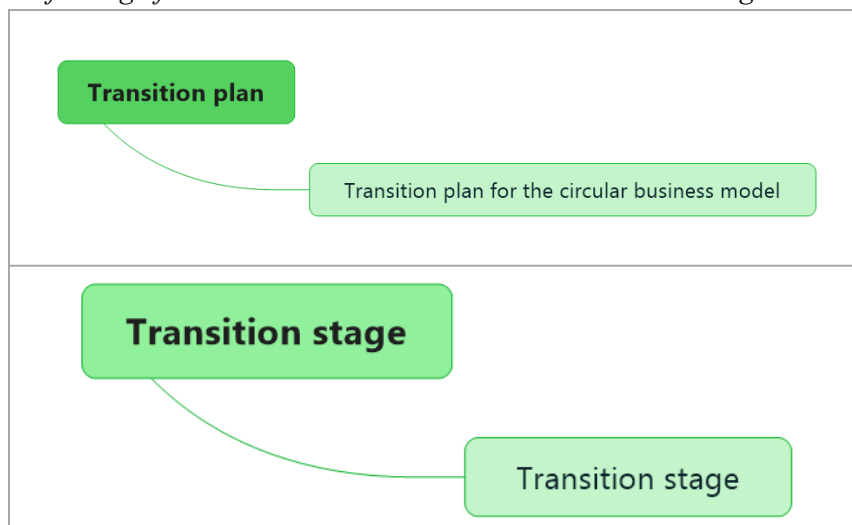 Transition plan
Transition plan for the circular business model
Transition stage
Transition stage